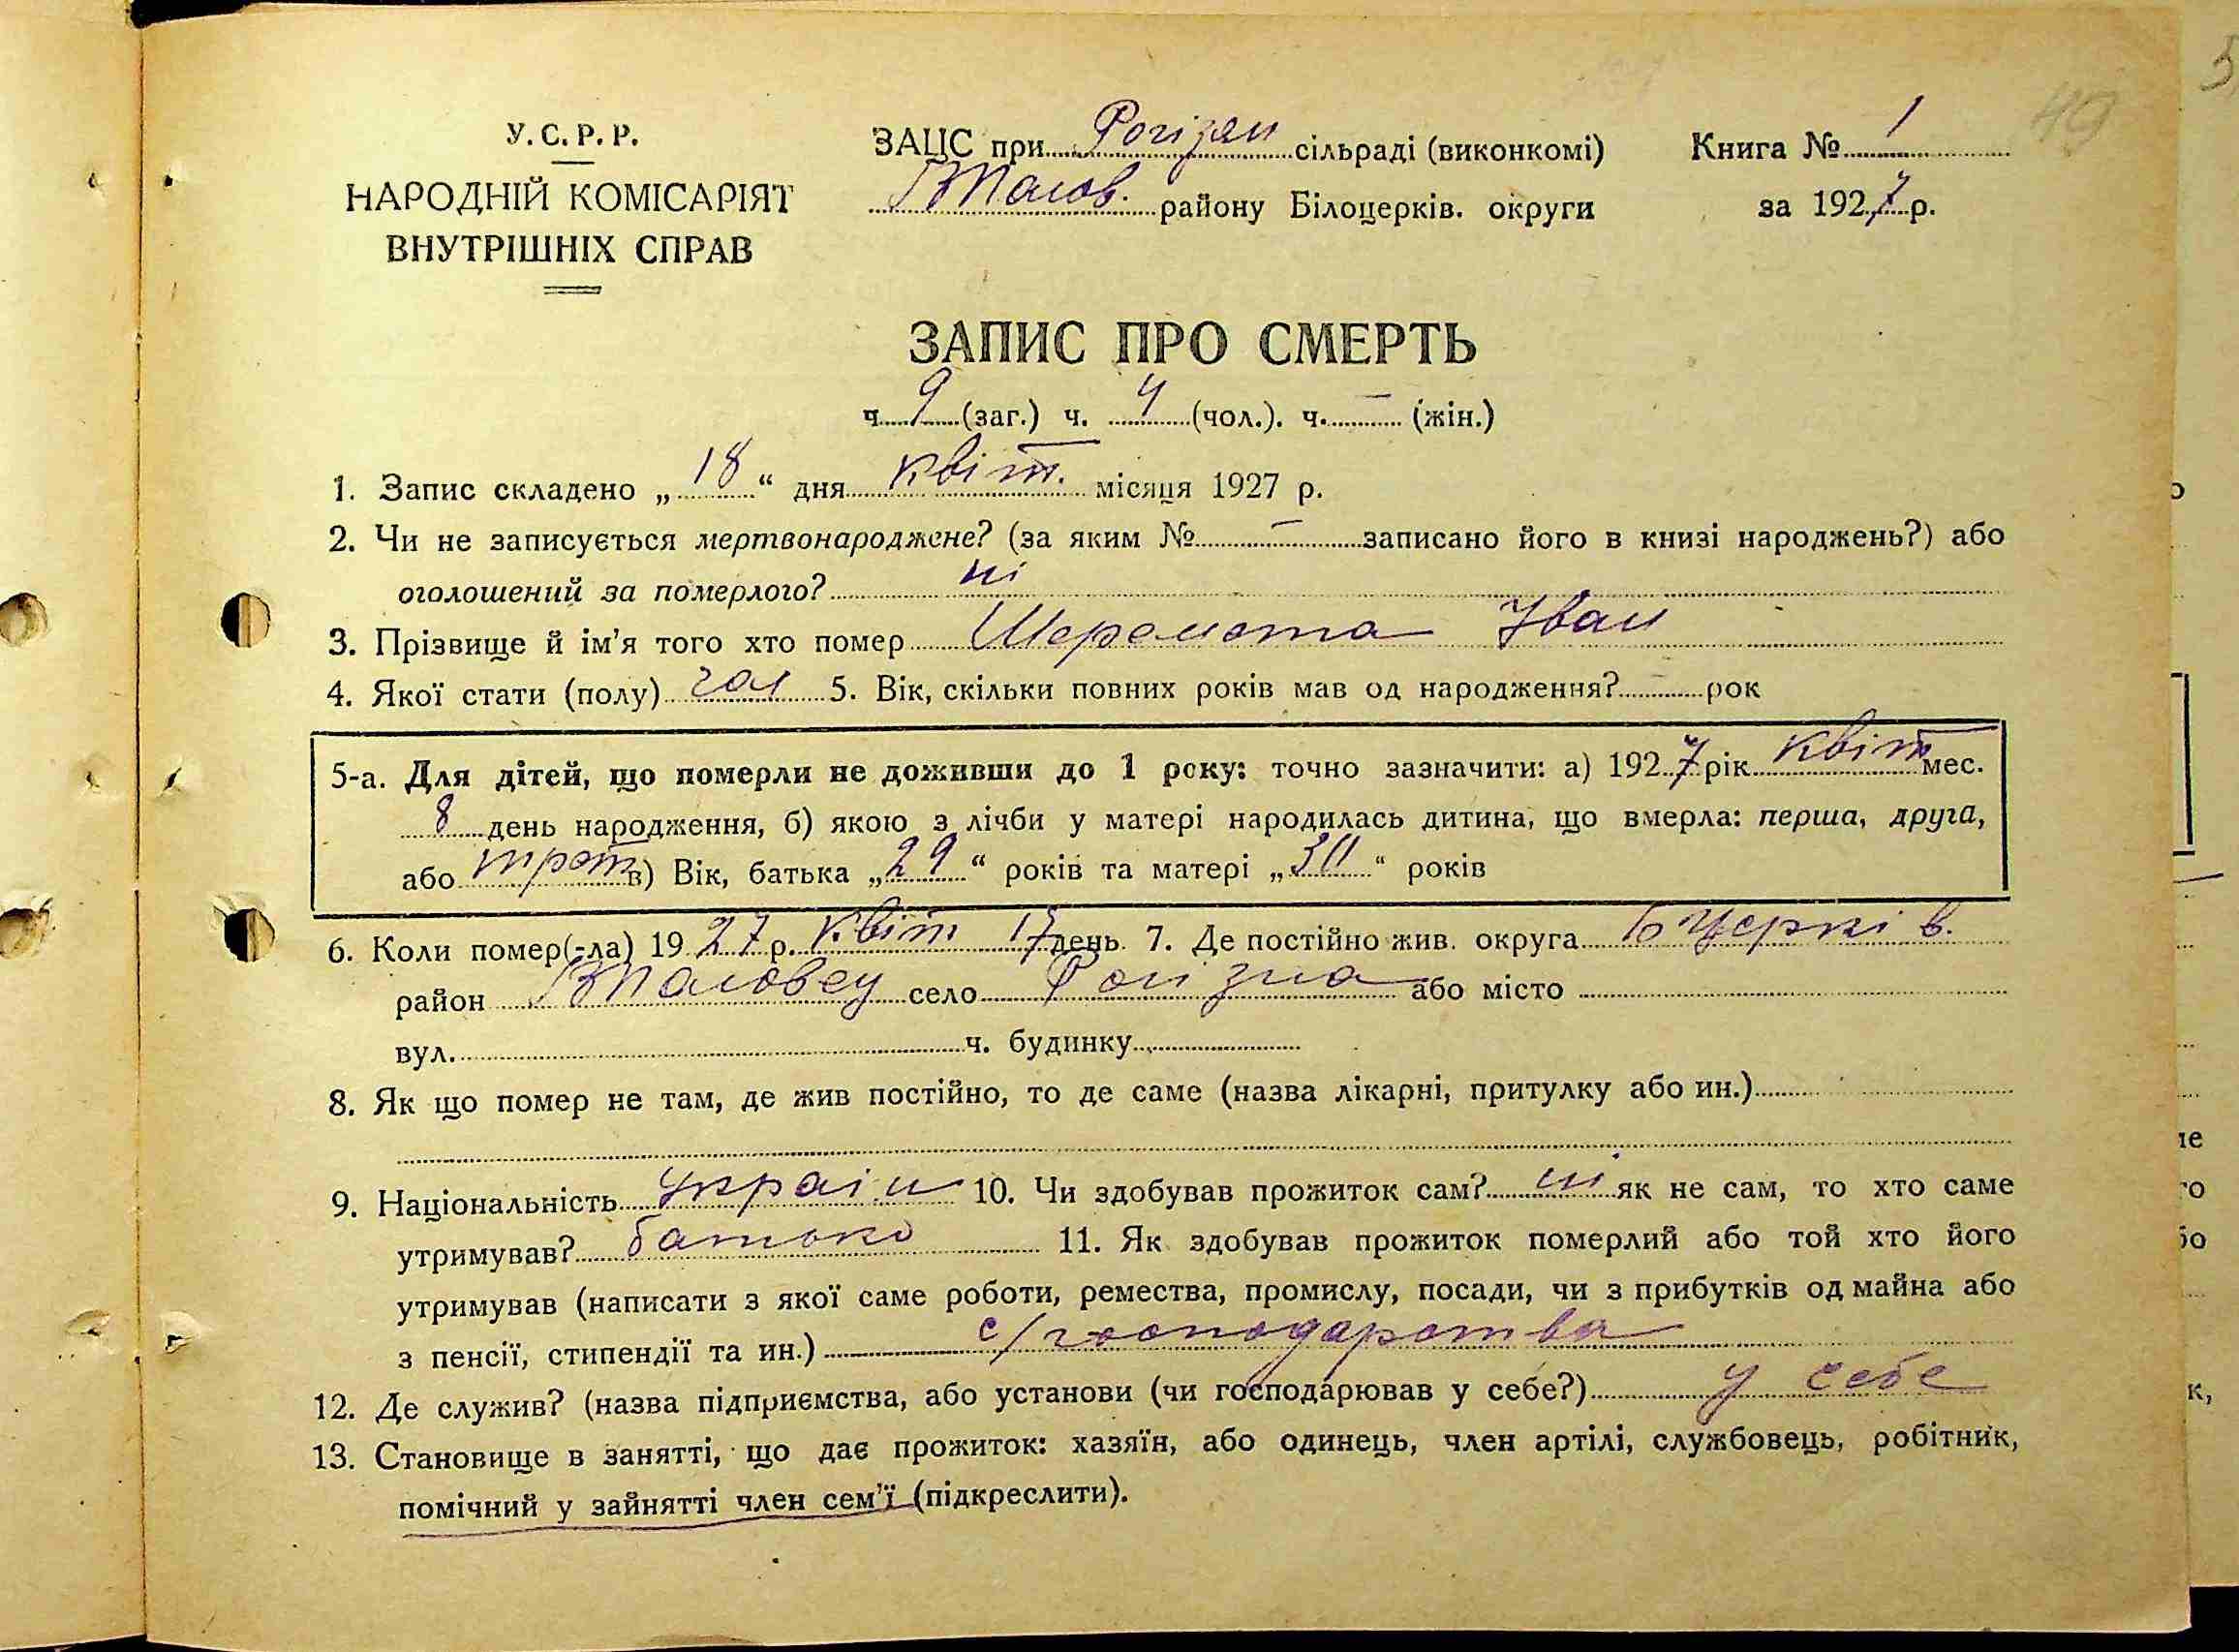 У. С. Р. Р.
НАРОДНІЙ КОМІСАРІЯТ
ВНУТРІШНІХ СПРАВ
ЗАЦС при Рогізян сільраді (виконкомі)
району Білоцерків. округи
Книга № 1
за 1927 р.
49
ЗАПИС ПРО СМЕРТЬ
ч. 9 (заг.) ч. 4 (чол.). ч. — (жін.)
1. Запис складено „18“ дня квіт. місяця 1927 р.
2. Чи не записується мертвонароджене? (за яким № — записано його в книзі народжень?) або
оголошений за померлого? ні
3. Прізвище й ім'я того хто помер Шеремета Іван
4. Якої стати (полу) чол 5. Вік, скільки повних років мав од народження? рок
5-а. Для дітей, що померли не доживши до 1 року: точно зазначити: а) 1927 рік квіт мес.
8 день народження, б) якою з лічби у матері народилась дитина, що вмерла: перша, друга,
або трет в) Вік, батька „29“ років та матері „30“ років
6. Коли помер(-ла) 1927 р. квіт 17 день. 7. Де постійно жив. округа БЦерків.
район село Рогізна або місто
вул. ч. будинку
8. Як що помер не там, де жив постійно, то де саме (назва лікарні, притулку або ин.)
9. Національність україн 10. Чи здобував прожиток сам? ні як не сам, то хто саме
утримував? батько 11. Як здобував прожиток померлий або той хто його
утримував (написати з якої саме роботи, ремества, промислу, посади, чи з прибутків од майна або
з пенсії, стипендії та ин.) с/господарства
12. Де служив? (назва підприємства, або установи (чи господарював у себе?) у себе
13. Становище в занятті, що дає прожиток: хазяїн, або одинець, член артілі, службовець, робітник,
помічний у зайнятті член сем'ї (підкреслити).